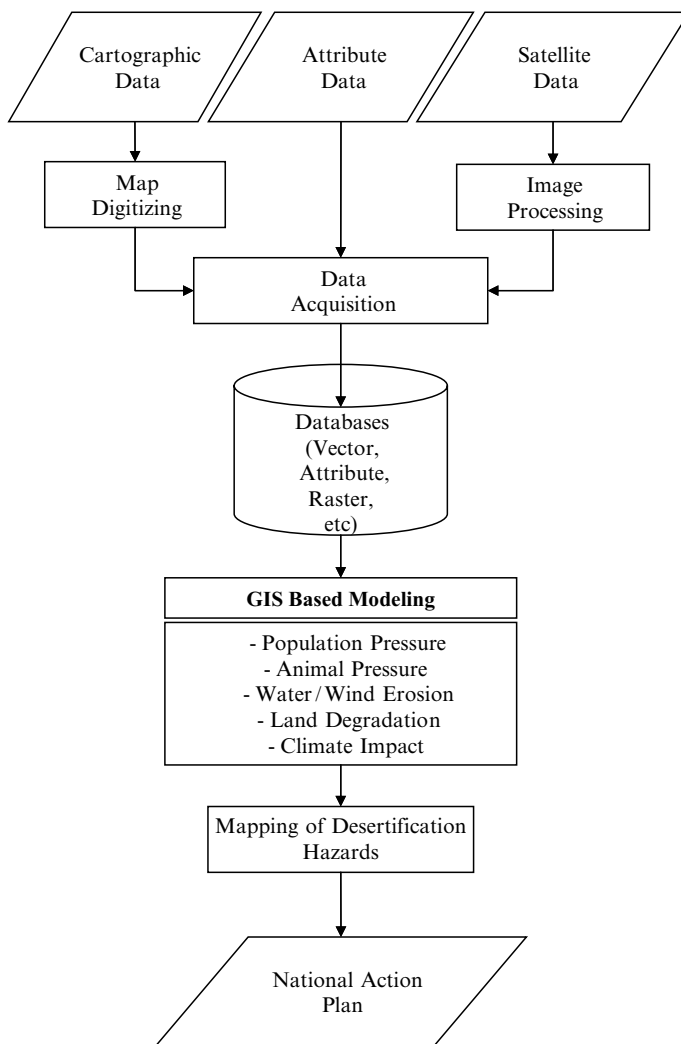 Cartographic
Data
Attribute
Data
Satellite
Data
Map
Digitizing
Image
Processing
Data
Acquisition
Databases
(Vector,
Attribute,
Raster,
etc)
GIS Based Modeling
- Population Pressure
- Animal Pressure
- Water/Wind Erosion
- Land Degradation
- Climate Impact
Mapping of Desertification
Hazards
National Action
Plan